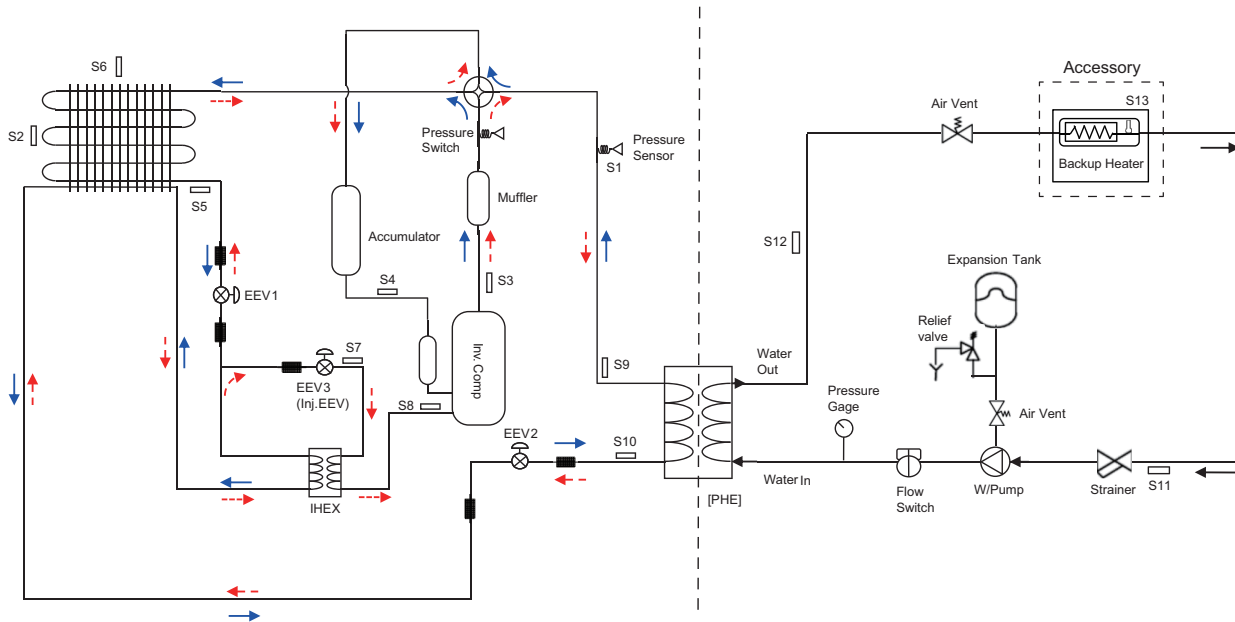 S6
S2
S5
Pressure
Switch
Pressure
Sensor
S1
Muffler
Accumulator
S4
S3
EEV1
S7
EEV3
(Inj.EEV)
S8
Inv. Comp
IHEX
EEV2
S10
S9
[PHE]
Accessory
S13
Air Vent
Backup Heater
S12
Expansion Tank
Relief
valve
Water
Out
Pressure
Gage
Air Vent
Water In
Flow
Switch
W/Pump
Strainer
S11